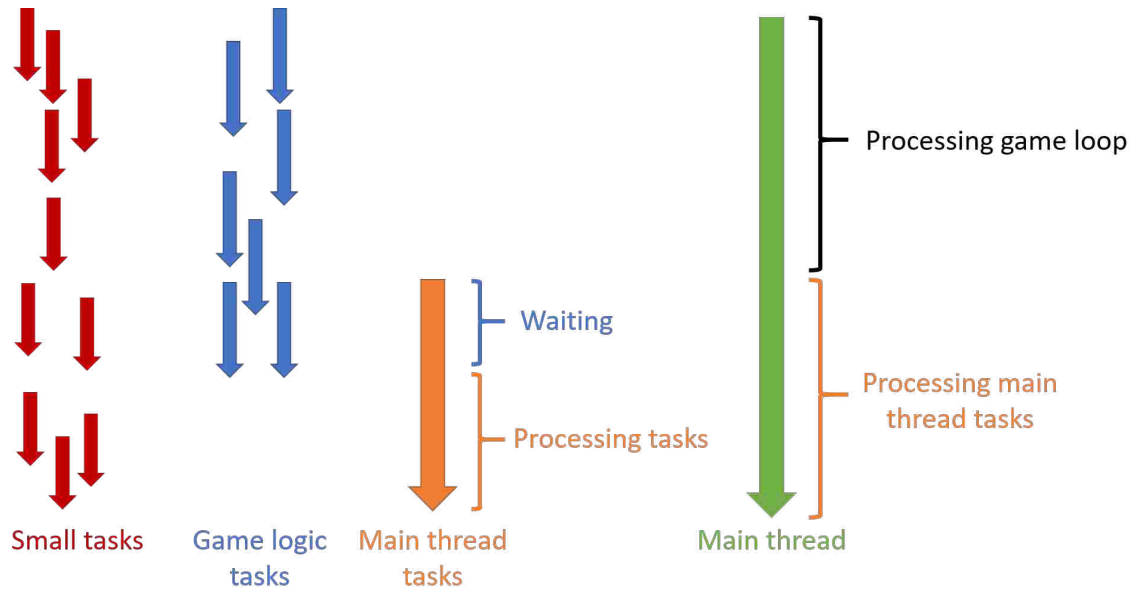 Processing game loop
Waiting
Processing main
thread tasks
Processing tasks
Small tasks
Game logic
tasks
Main thread
tasks
Main thread